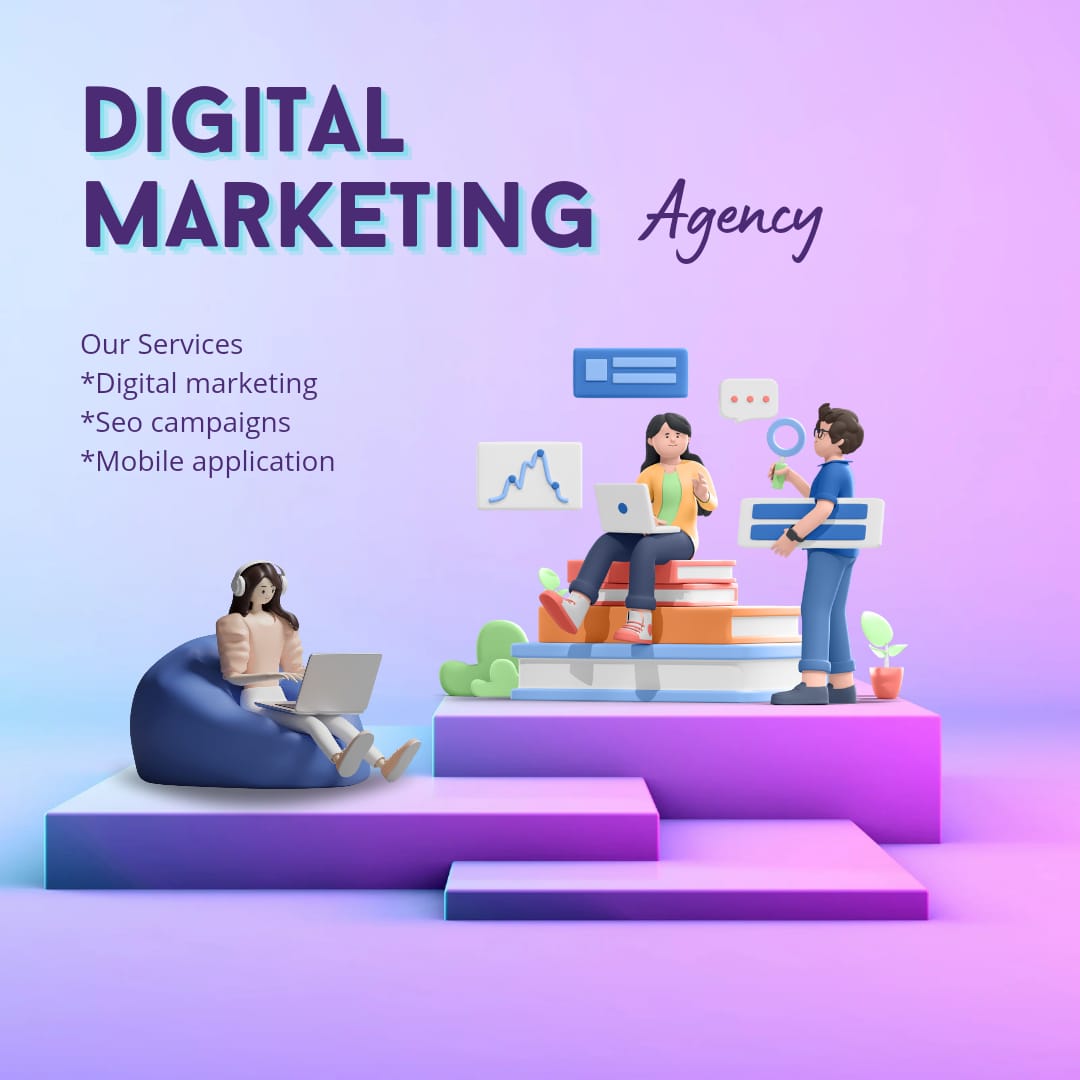 DIGITAL
MARKETING Agency
Our Services
*Digital marketing
*Seo campaigns
*Mobile application